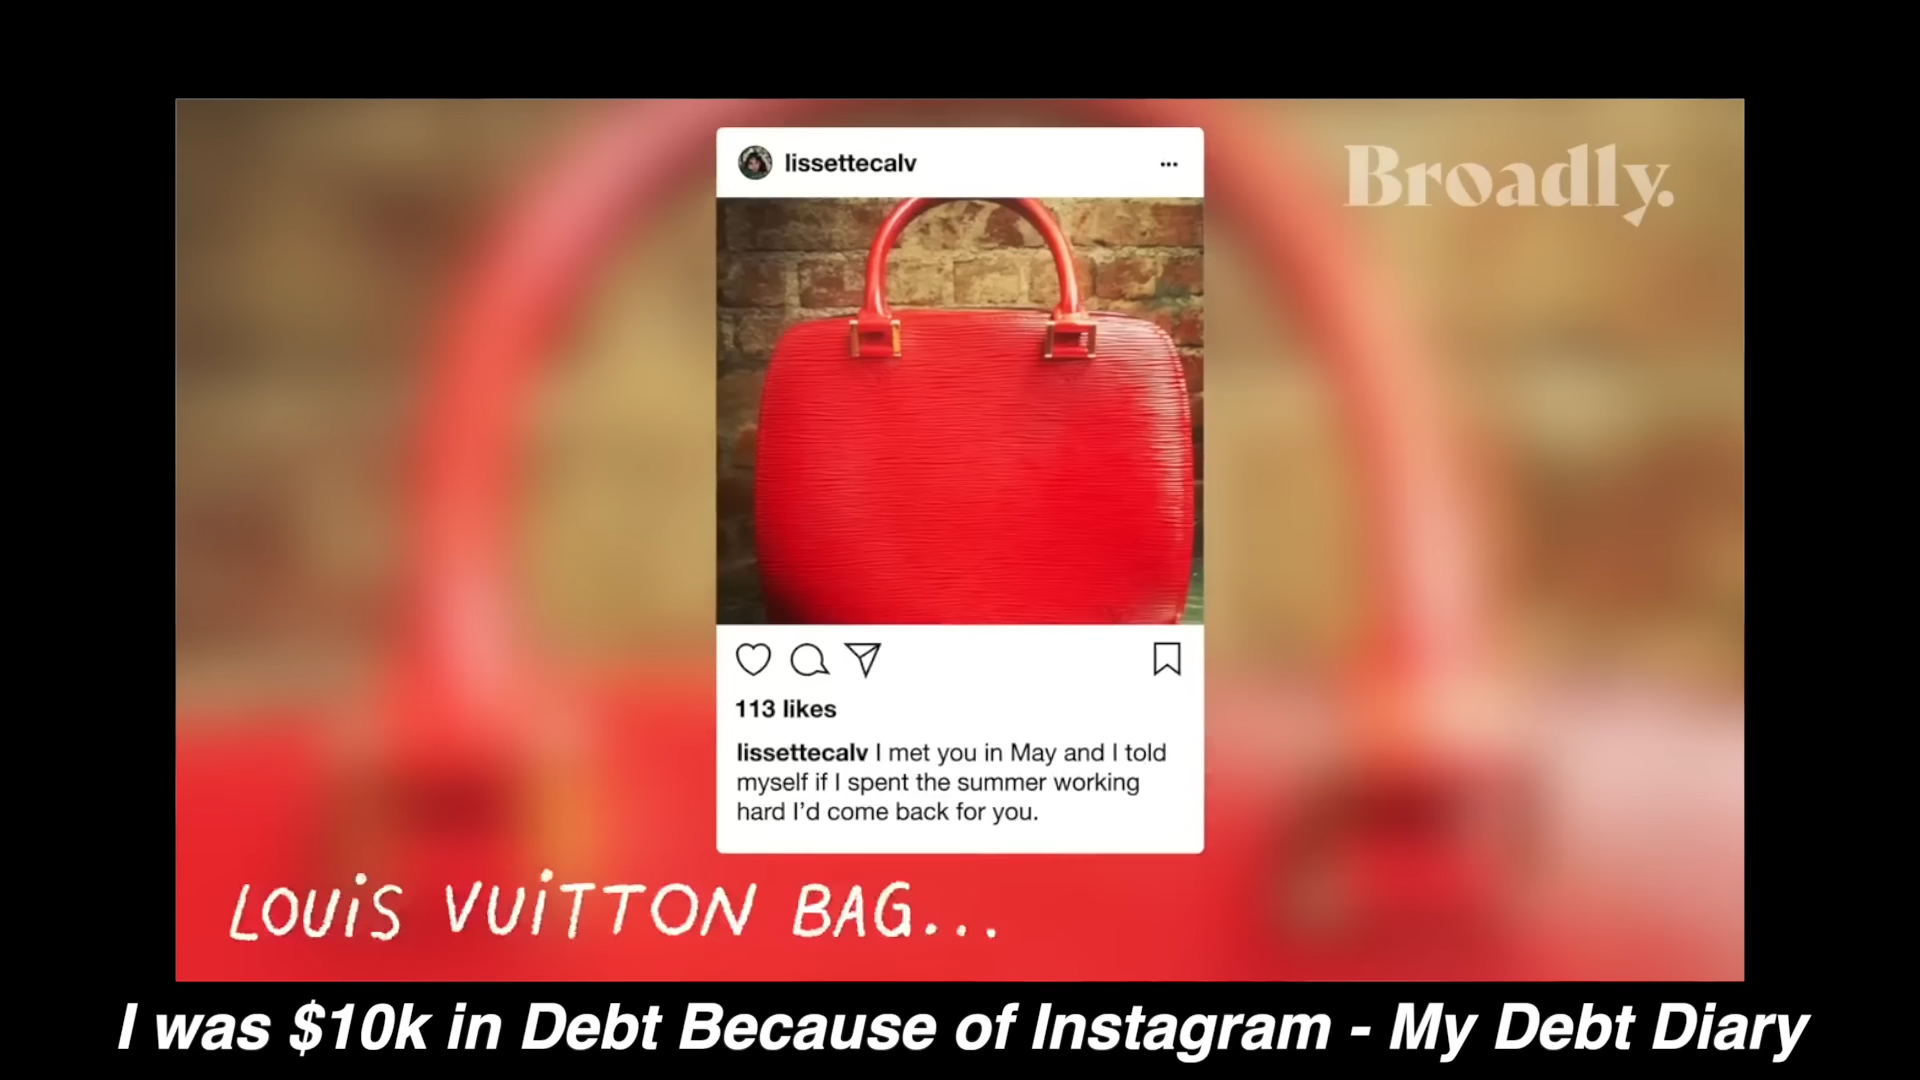 lissettecalv
Broadly.
113 likes
lissettecalv I met you in May and I told
myself if I spent the summer working
hard I'd come back for you.
LOUiS VUiTTON BAG...
I was $10k in Debt Because of Instagram - My Debt Diary